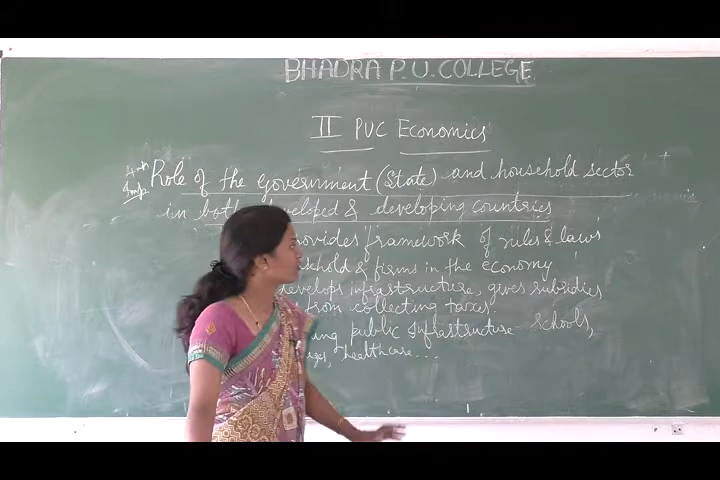 BHADRA P.U. COLLEGE
II PUC Economics
Imp. Role of the Government (State) and household sector
in both developed & developing countries
provides framework of rules & laws
household & firms in the economy
develops infrastructure, gives subsidies
from collecting taxes.
public infrastructure - schools,
healthcare...